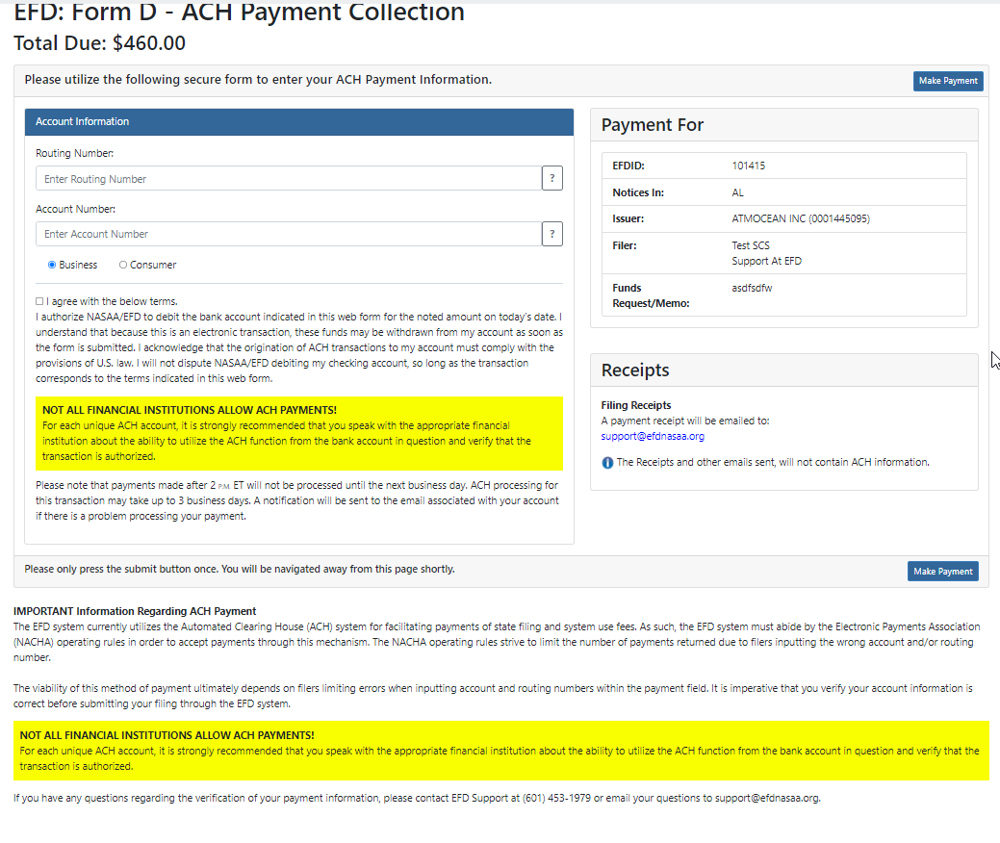 EFD: Form D - ACH Payment Collection
Total Due: $460.00
Please utilize the following secure form to enter your ACH Payment Information.
Make Payment
Account Information
Routing Number:
Enter Routing Number
?
Account Number:
Enter Account Number
?
Business
Consumer
I agree with the below terms.
I authorize NASAA/EFD to debit the bank account indicated in this web form for the noted amount on today's date. I
understand that because this is an electronic transaction, these funds may be withdrawn from my account as soon as
the form is submitted. I acknowledge that the origination of ACH transactions to my account must comply with the
provisions of U.S. law. I will not dispute NASAA/EFD debiting my checking account, so long as the transaction
corresponds to the terms indicated in this web form.
NOT ALL FINANCIAL INSTITUTIONS ALLOW ACH PAYMENTS!
For each unique ACH account, it is strongly recommended that you speak with the appropriate financial
institution about the ability to utilize the ACH function from the bank account in question and verify that the
transaction is authorized.
Please note that payments made after 2 P.M. ET will not be processed until the next business day. ACH processing for
this transaction may take up to 3 business days. A notification will be sent to the email associated with your account
if there is a problem processing your payment.
Payment For
EFDID: 101415
Notices In: AL
Issuer: ATMOCEAN INC (0001445095)
Filer: Test SCS
Support At EFD
Funds asdfsdfw
Request/Memo:
Receipts
Filing Receipts
A payment receipt will be emailed to:
support@efdnasaa.org
The Receipts and other emails sent, will not contain ACH information.
Please only press the submit button once. You will be navigated away from this page shortly.
Make Payment
IMPORTANT Information Regarding ACH Payment
The EFD system currently utilizes the Automated Clearing House (ACH) system for facilitating payments of state filing and system use fees. As such, the EFD system must abide by the Electronic Payments Association
(NACHA) operating rules in order to accept payments through this mechanism. The NACHA operating rules strive to limit the number of payments returned due to filers inputting the wrong account and/or routing
number.
The viability of this method of payment ultimately depends on filers limiting errors when inputting account and routing numbers within the payment field. It is imperative that you verify your account information is
correct before submitting your filing through the EFD system.
NOT ALL FINANCIAL INSTITUTIONS ALLOW ACH PAYMENTS!
For each unique ACH account, it is strongly recommended that you speak with the appropriate financial institution about the ability to utilize the ACH function from the bank account in question and verify that the
transaction is authorized.
If you have any questions regarding the verification of your payment information, please contact EFD Support at (601) 453-1979 or email your questions to support@efdnasaa.org.